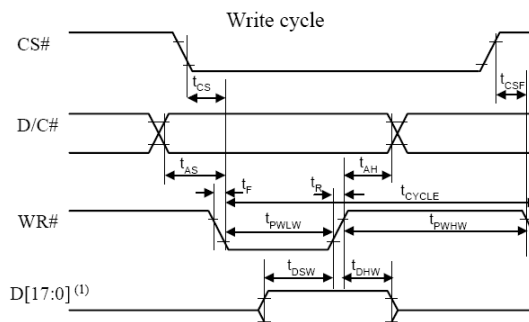 Write cycle
CS#
tCS
tCSF
D/C#
tAS
tF
tR
tAH
tCYCLE
WR#
tPWLW
tPWHW
tDSW
tDHW
D[17:0] (1)